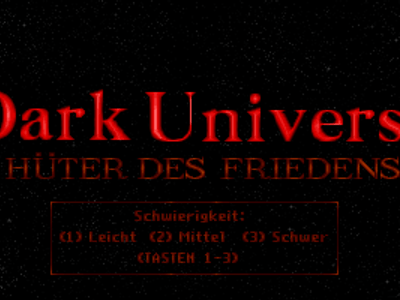 Dark Univers
HÜTER DES FRIEDENS
Schwierigkeit:
(1) Leicht (2) Mittel (3) Schwer
(TASTEN 1-3)